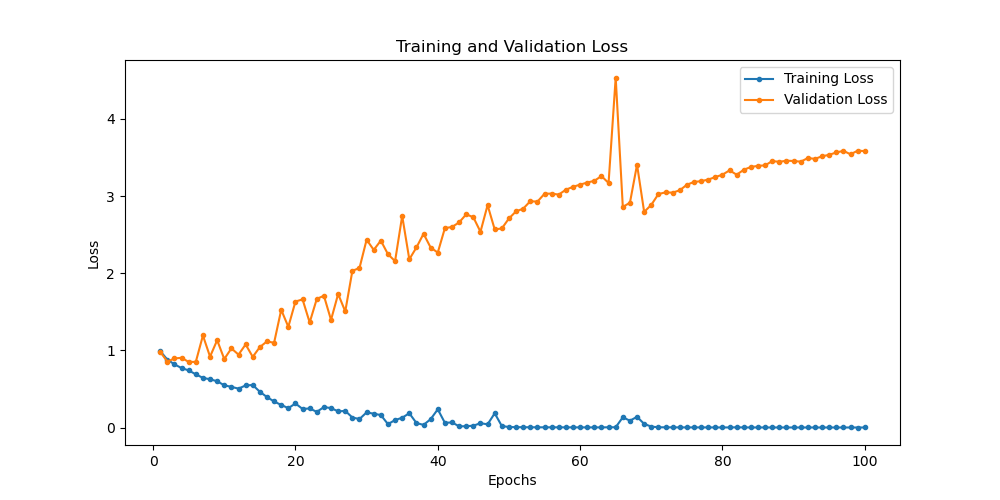 Training and Validation Loss
Training Loss
Validation Loss
Loss
4
3
2
1
0
0 20 40 60 80 100
Epochs